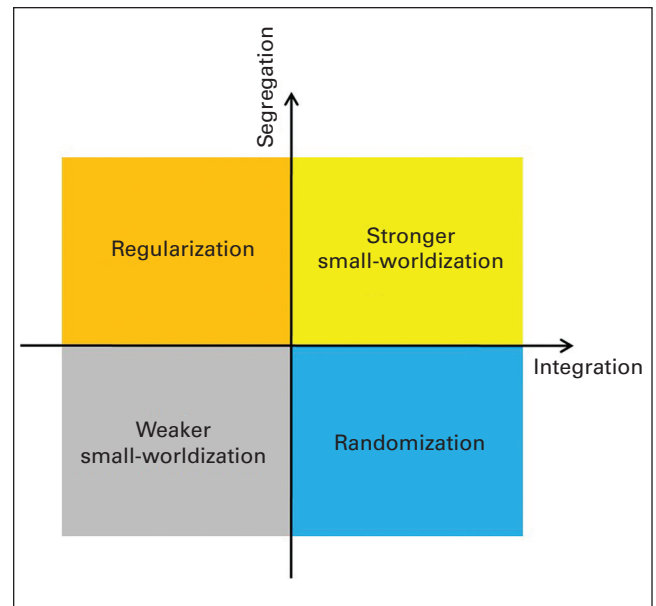 Segregation
Regularization
Stronger
small-worldization
Integration
Weaker
small-worldization
Randomization